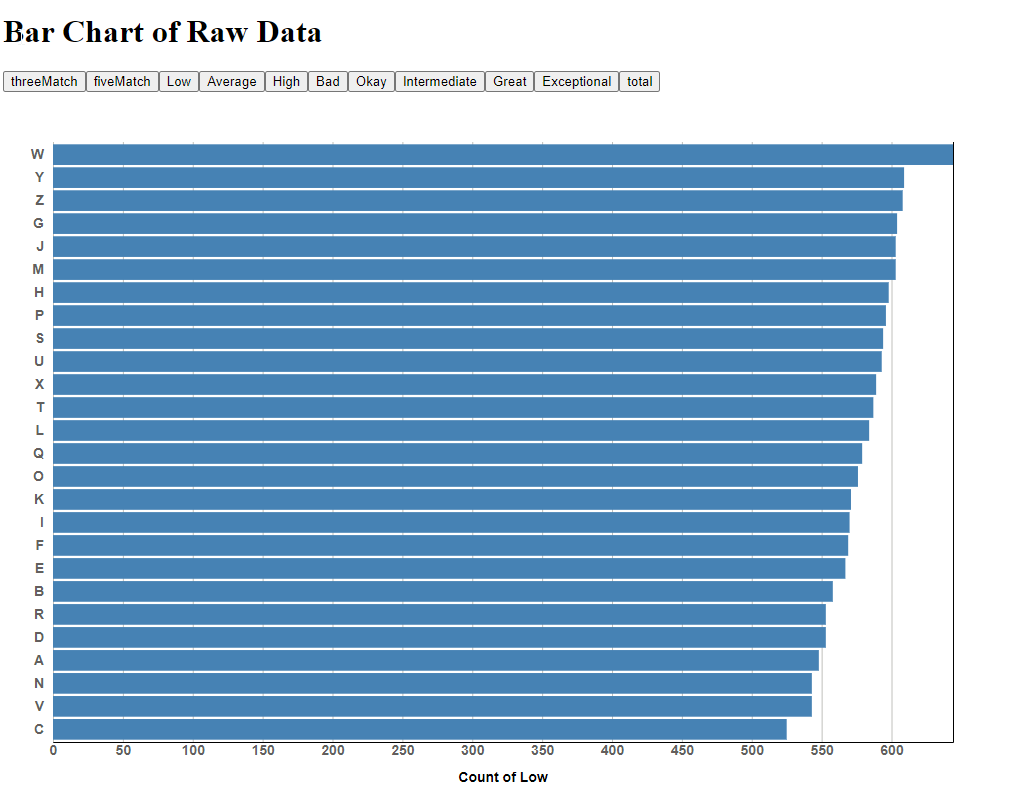 Bar Chart of Raw Data
threeMatch fiveMatch Low Average High Bad Okay Intermediate Great Exceptional total
W
Y
Z
G
J
M
H
P
S
U
X
T
L
Q
O
K
I
F
E
B
R
D
A
N
V
C
0 50 100 150 200 250 300 350 400 450 500 550 600
Count of Low